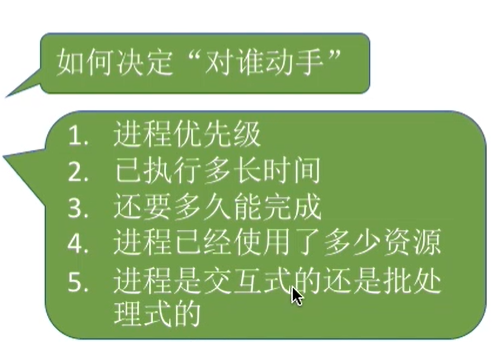 如何决定“对谁动手”
1. 进程优先级
2. 已执行多长时间
3. 还要多久能完成
4. 进程已经使用了多少资源
5. 进程是交互式的还是批处
理式的